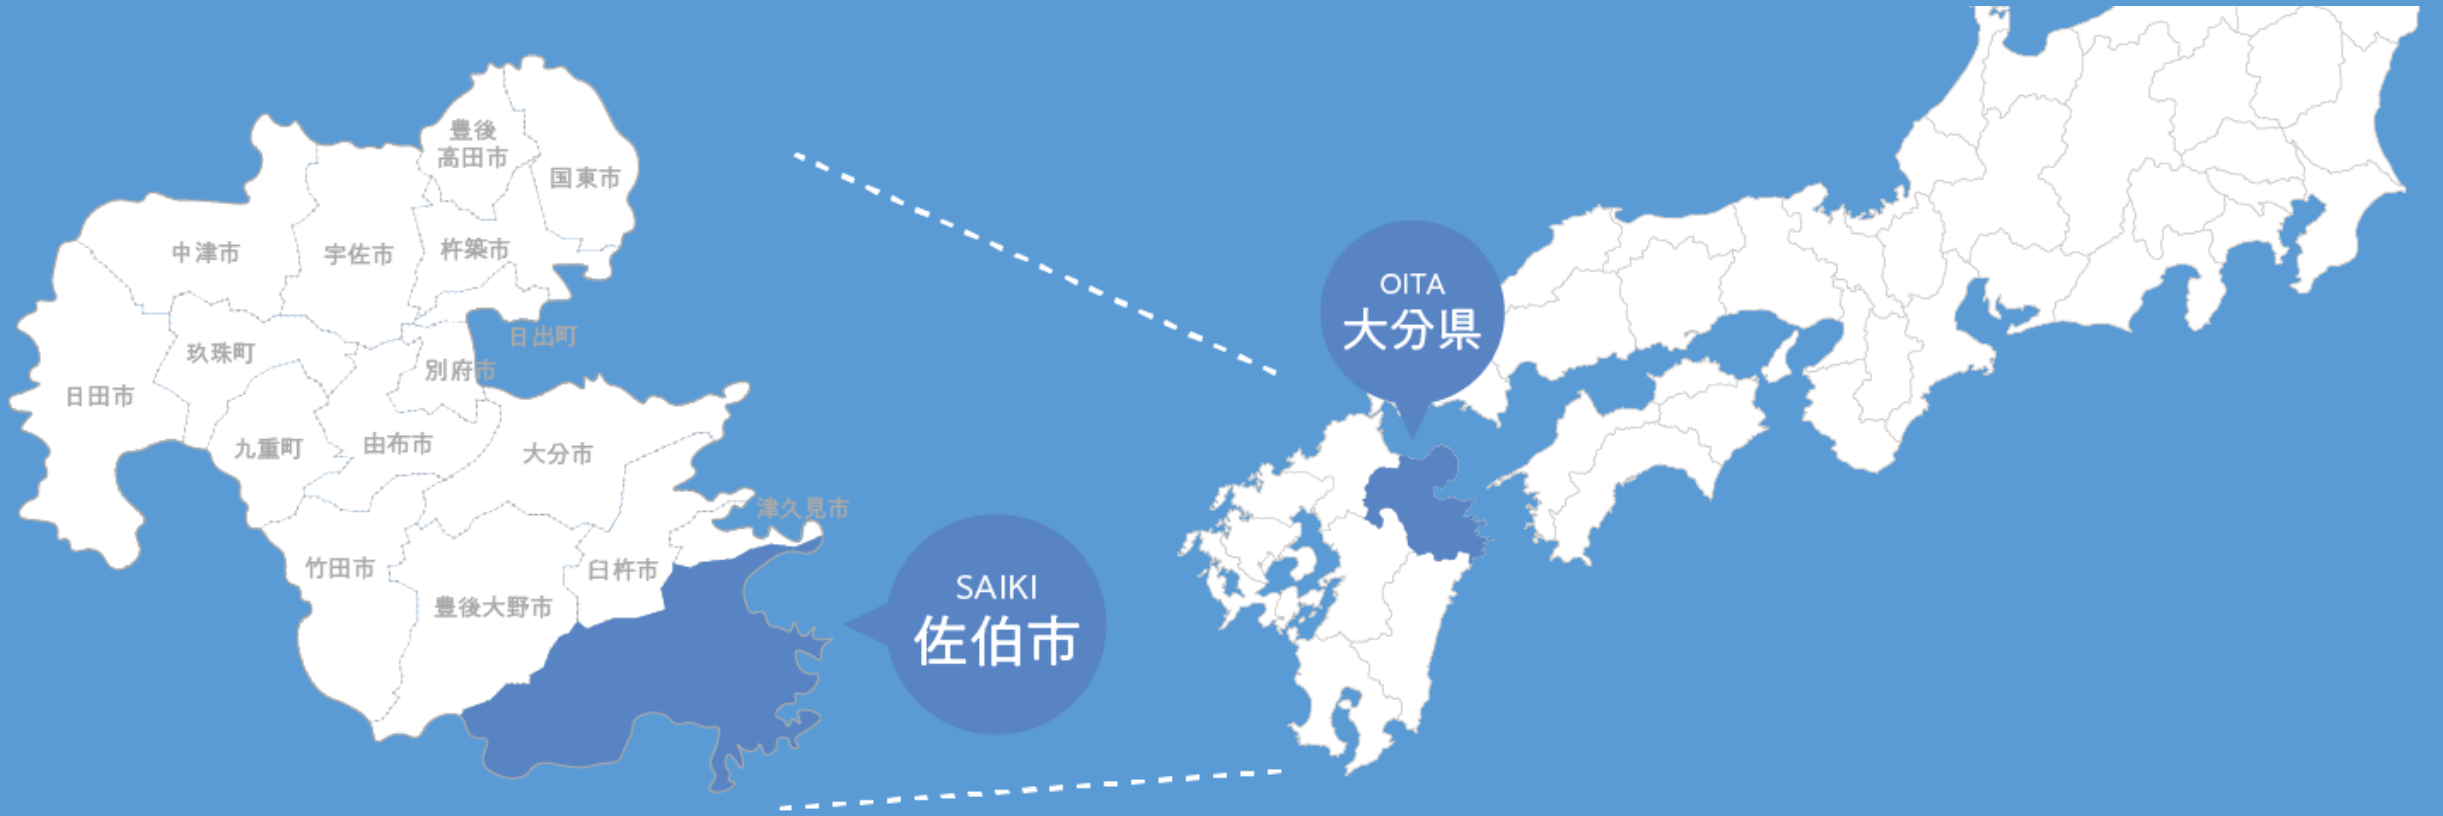 豊後
高田市
国東市
中津市
宇佐市
杵築市
日出町
玖珠町
別府市
日田市
九重町
由布市
大分市
津久見市
竹田市
臼杵市
豊後大野市
SAIKI
佐伯市
OITA
大分県